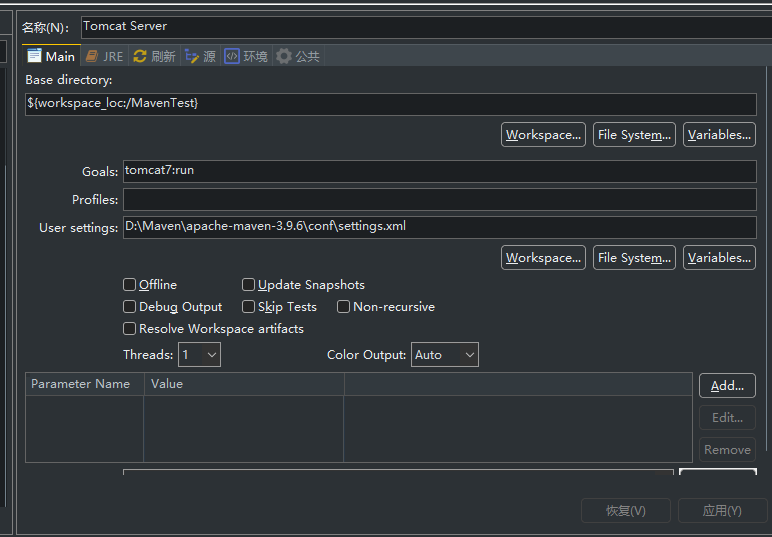 名称(N)： Tomcat Server
Main JRE 刷新 源 环境 公共
Base directory:
${workspace_loc:/MavenTest}
Workspace... File System... Variables...
Goals: tomcat7:run
Profiles:
User settings: D:\Maven\apache-maven-3.9.6\conf\settings.xml
Workspace... File System... Variables...
Offline Update Snapshots
Debug Output Skip Tests Non-recursive
Resolve Workspace artifacts
Threads: 1 Color Output: Auto
Parameter Name Value Add...
Edit...
Remove
恢复(V) 应用(Y)